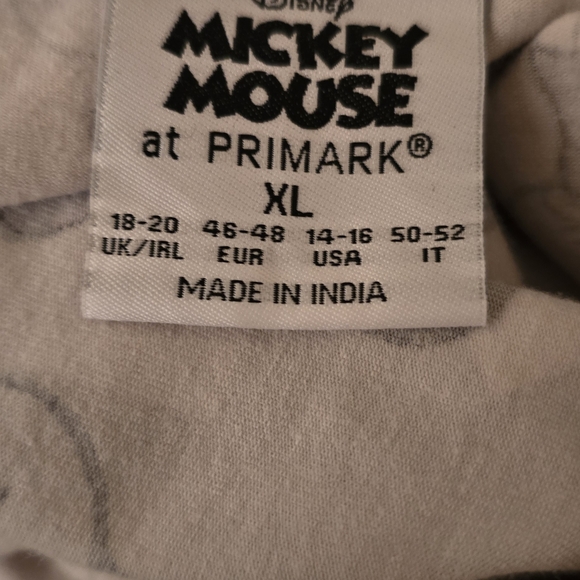 Disney
MICKEY
MOUSE
at PRIMARK®
XL
18-20 46-48 14-16 50-52
UK/IRL EUR USA IT
MADE IN INDIA